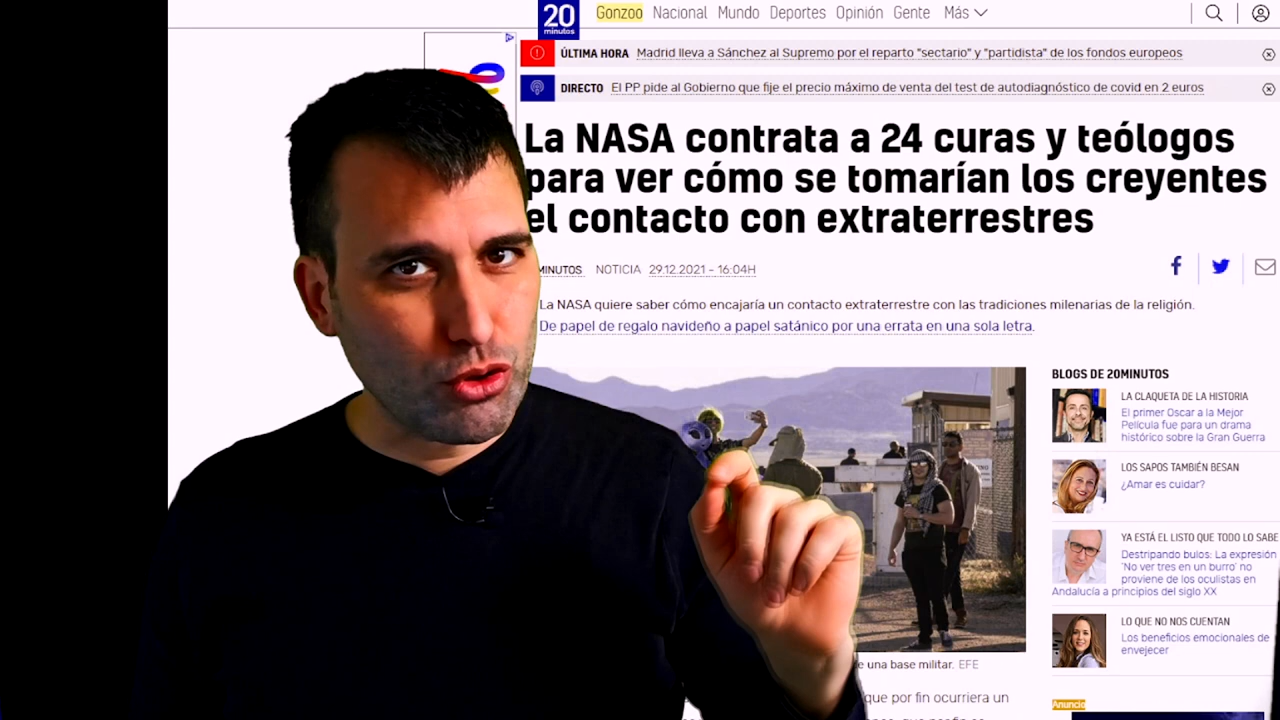 20
minutos
Gonzoo Nacional Mundo Deportes Opinión Gente Más
ÚLTIMA HORA Madrid lleva a Sánchez al Supremo por el reparto "sectario" y "partidista" de los fondos europeos
DIRECTO El PP pide al Gobierno que fije el precio máximo de venta del test de autodiagnóstico de covid en 2 euros
La NASA contrata a 24 curas y teólogos
para ver cómo se tomarían los creyentes
el contacto con extraterrestres
MINUTOS NOTICIA 29.12.2021 - 16:04H
La NASA quiere saber cómo encajaría un contacto extraterrestre con las tradiciones milenarias de la religión.
De papel de regalo navideño a papel satánico por una errata en una sola letra.
e una base militar. EFE
que por fin ocurriera un
BLOGS DE 20MINUTOS
LA CLAQUETA DE LA HISTORIA
El primer Oscar a la Mejor
Película fue para un drama
histórico sobre la Gran Guerra
LOS SAPOS TAMBIÉN BESAN
¿Amar es cuidar?
YA ESTÁ EL LISTO QUE TODO LO SABE
Destripando bulos: La expresión
'No ver tres en un burro' no
proviene de los oculistas en
Andalucía a principios del siglo XX
LO QUE NO NOS CUENTAN
Los beneficios emocionales de
envejecer
Anuncio